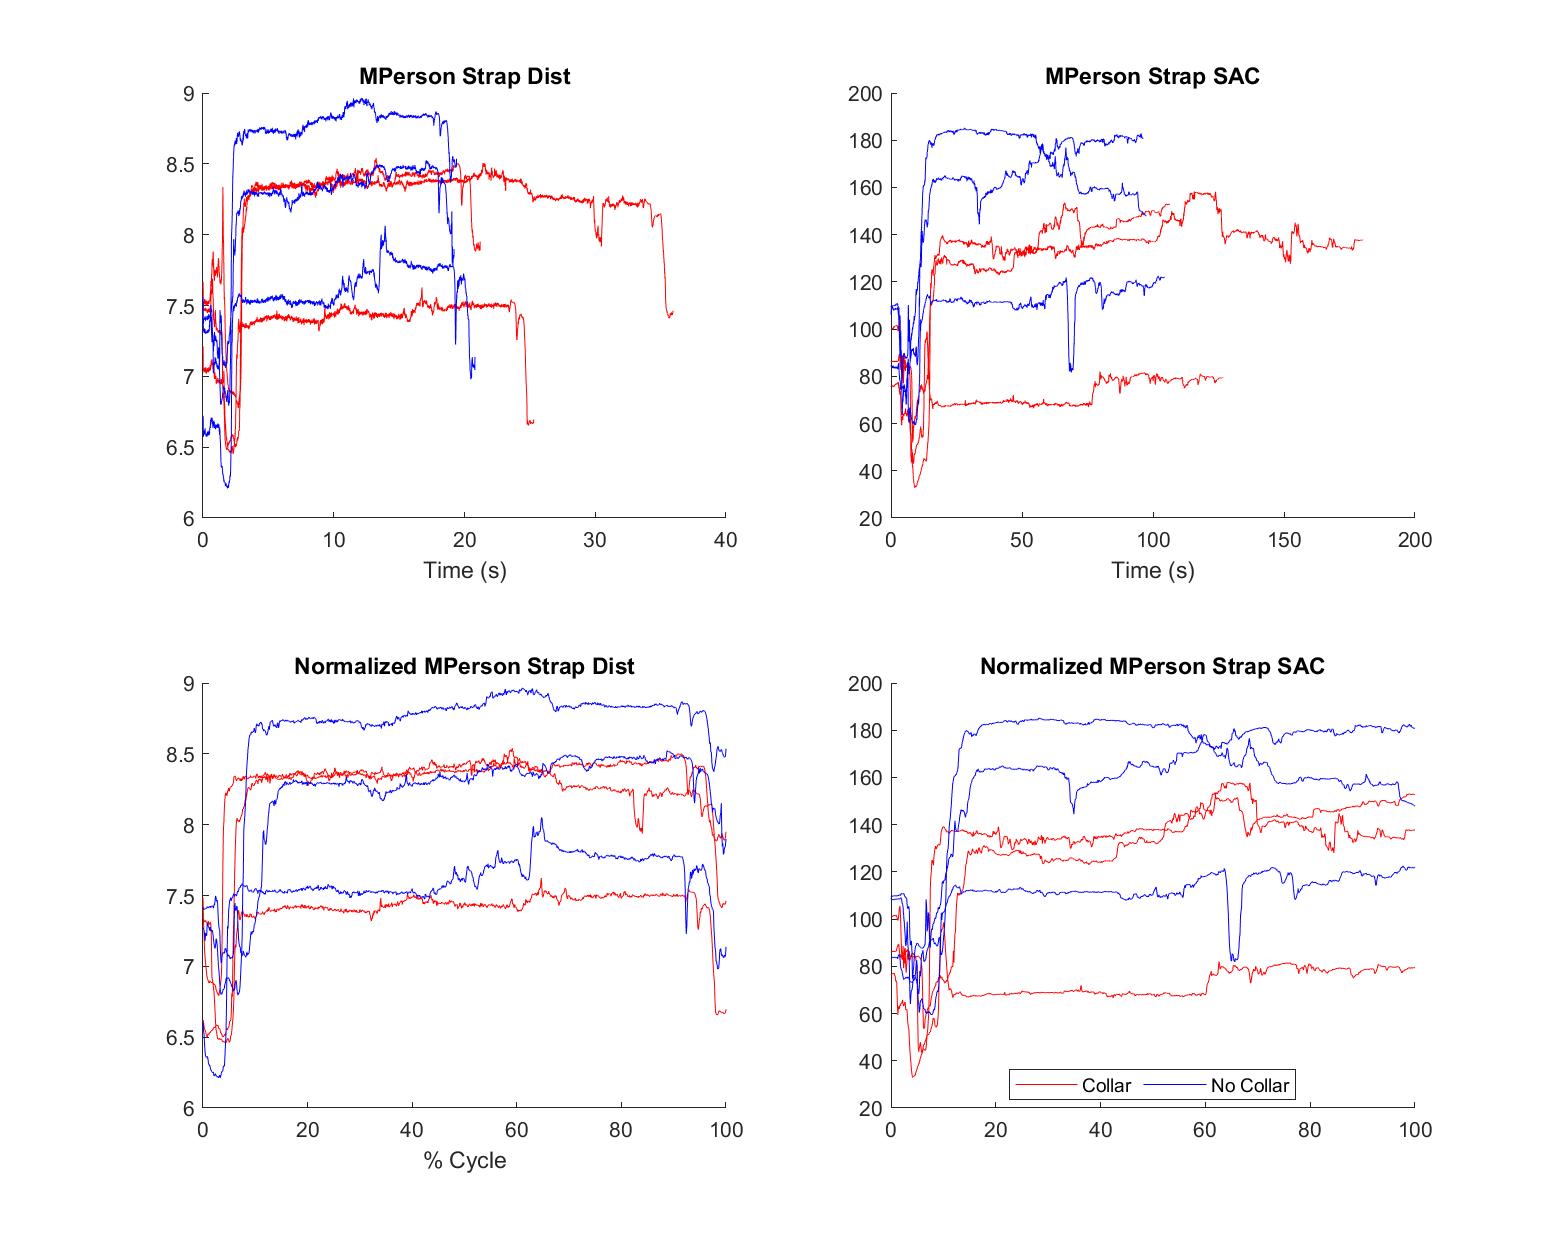 MPerson Strap Dist
9
8.5
8
7.5
7
6.5
6
0 10 20 30 40
Time (s)
MPerson Strap SAC
200
180
160
140
120
100
80
60
40
20
0 50 100 150 200
Time (s)
Normalized MPerson Strap Dist
9
8.5
8
7.5
7
6.5
6
0 20 40 60 80 100
% Cycle
Normalized MPerson Strap SAC
200
180
160
140
120
100
80
60
40
20
Collar No Collar
0 20 40 60 80 100